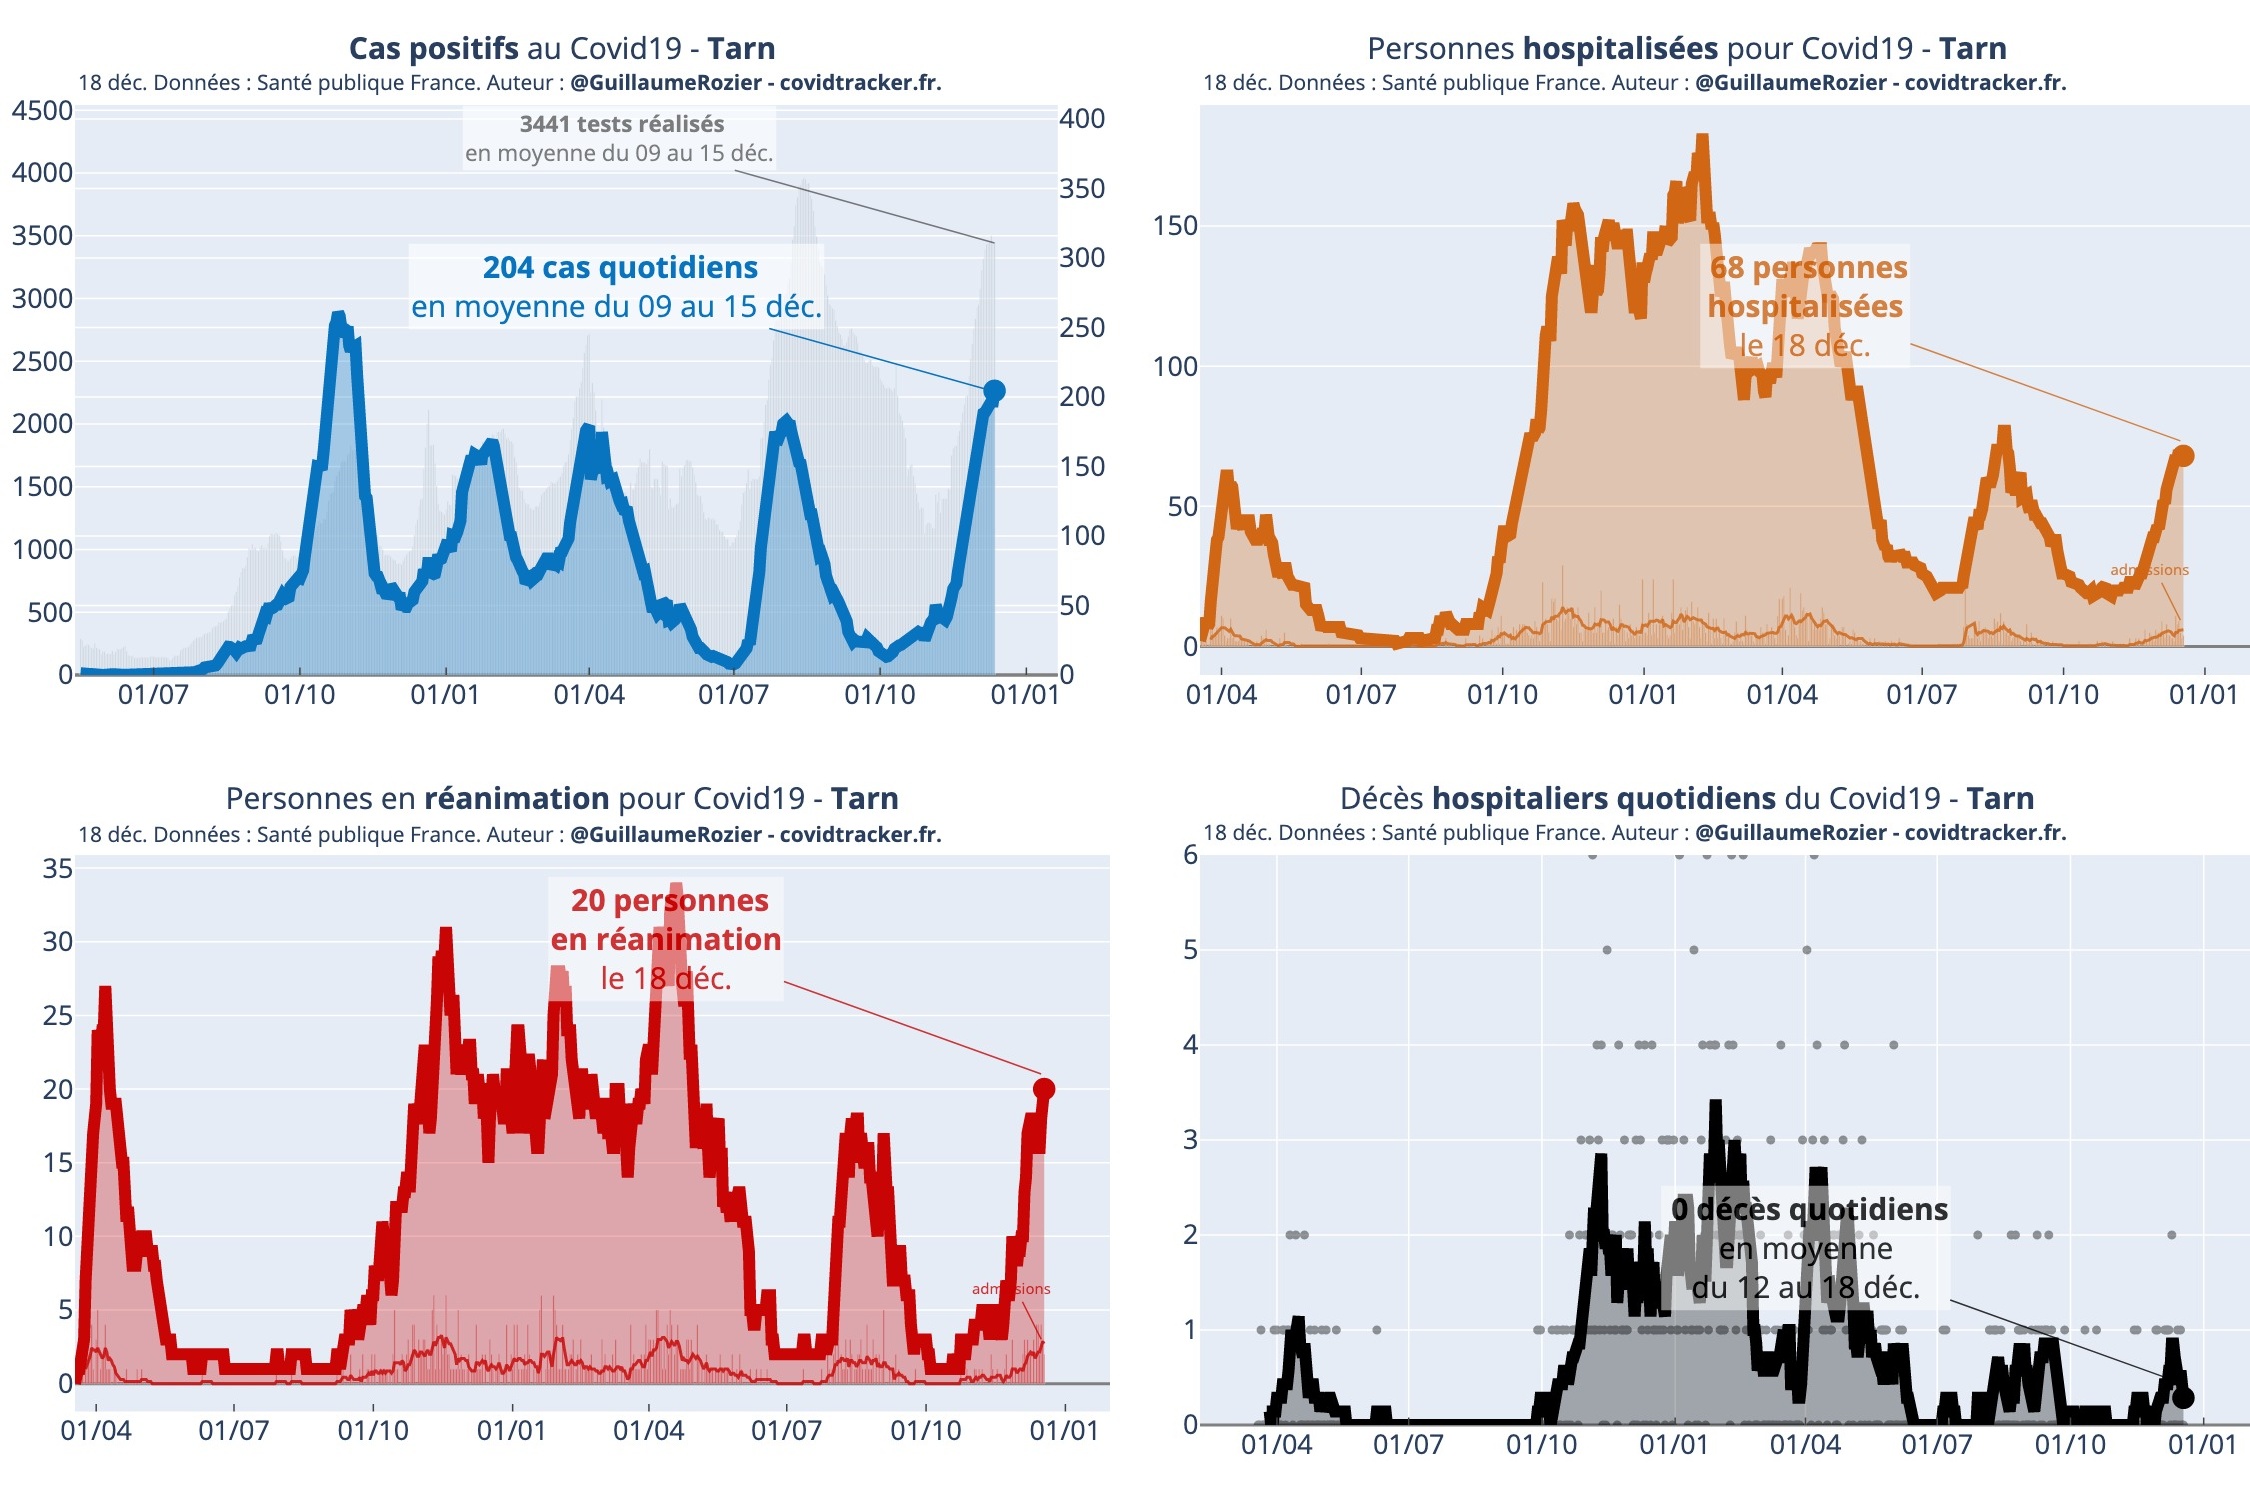 Cas positifs au Covid19 - Tarn
18 déc. Données : Santé publique France. Auteur : @GuillaumeRozier - covidtracker.fr.
4500
4000
3500
3000
2500
2000
1500
1000
500
0
400
350
300
250
200
150
100
50
0
3441 tests réalisés
en moyenne du 09 au 15 déc.
204 cas quotidiens
en moyenne du 09 au 15 déc.
01/07 01/10 01/01 01/04 01/07 01/10 01/01
Personnes hospitalisées pour Covid19 - Tarn
18 déc. Données : Santé publique France. Auteur : @GuillaumeRozier - covidtracker.fr.
150
100
50
0
68 personnes
hospitalisées
le 18 déc.
admissions
01/04 01/07 01/10 01/01 01/04 01/07 01/10 01/01
Personnes en réanimation pour Covid19 - Tarn
18 déc. Données : Santé publique France. Auteur : @GuillaumeRozier - covidtracker.fr.
35
30
25
20
15
10
5
0
20 personnes
en réanimation
le 18 déc.
admissions
01/04 01/07 01/10 01/01 01/04 01/07 01/10 01/01
Décès hospitaliers quotidiens du Covid19 - Tarn
18 déc. Données : Santé publique France. Auteur : @GuillaumeRozier - covidtracker.fr.
6
5
4
3
2
1
0
0 décès quotidiens
en moyenne
du 12 au 18 déc.
01/04 01/07 01/10 01/01 01/04 01/07 01/10 01/01